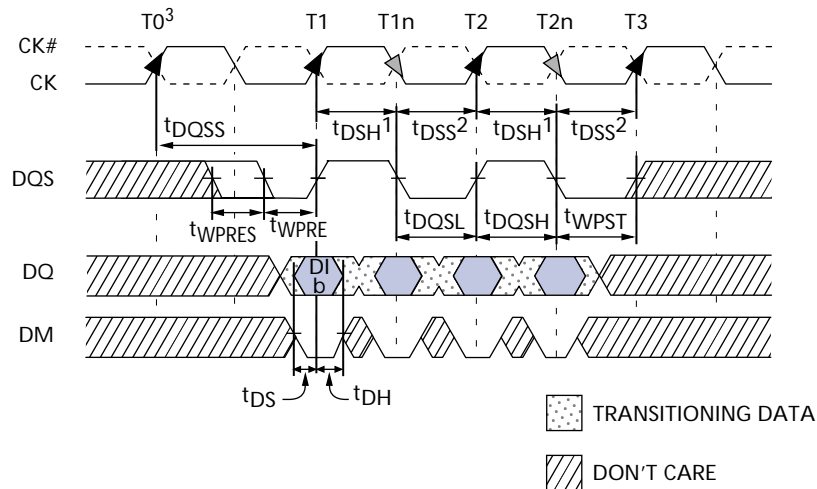 T0³ T1 T1n T2 T2n T3
CK#
CK
tDQSS tDSH¹ tDSS² tDSH¹ tDSS²
DQS
tWPRES tWPRE tDQSL tDQSH tWPST
DQ
DI
b
DM
tDS tDH
TRANSITIONING DATA
DON'T CARE